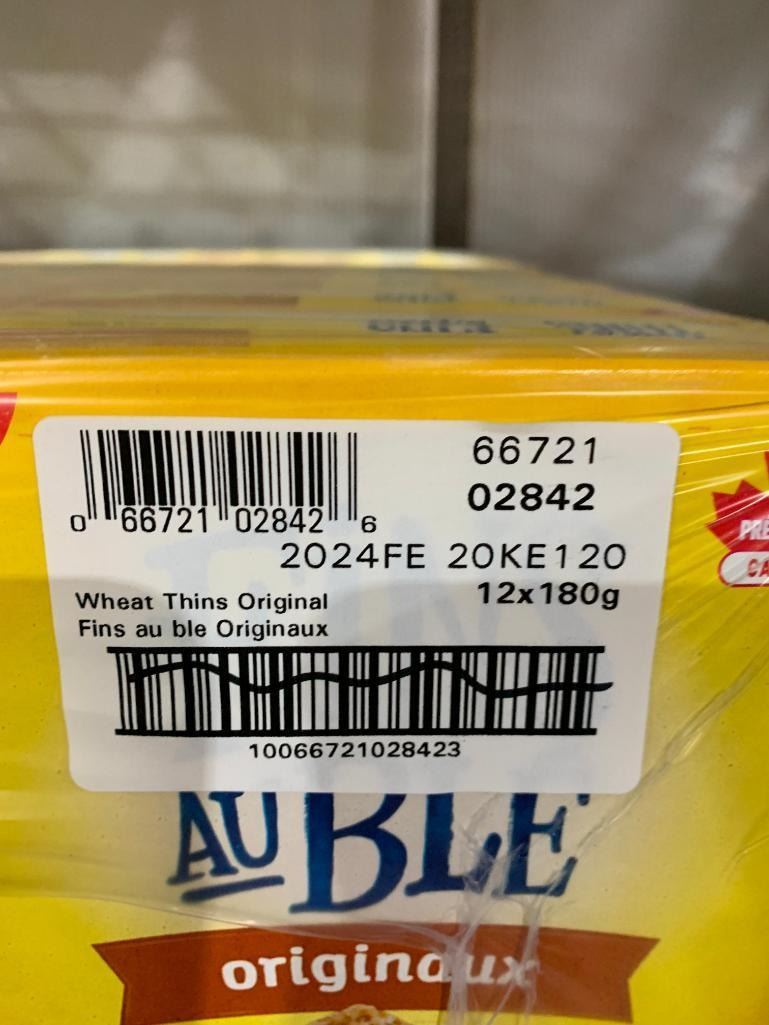 66721
02842
0 66721 02842 6
2024FE 20KE120
12x180g
Wheat Thins Original
Fins au ble Originaux
10066721028423
AU BLÉ
originaux